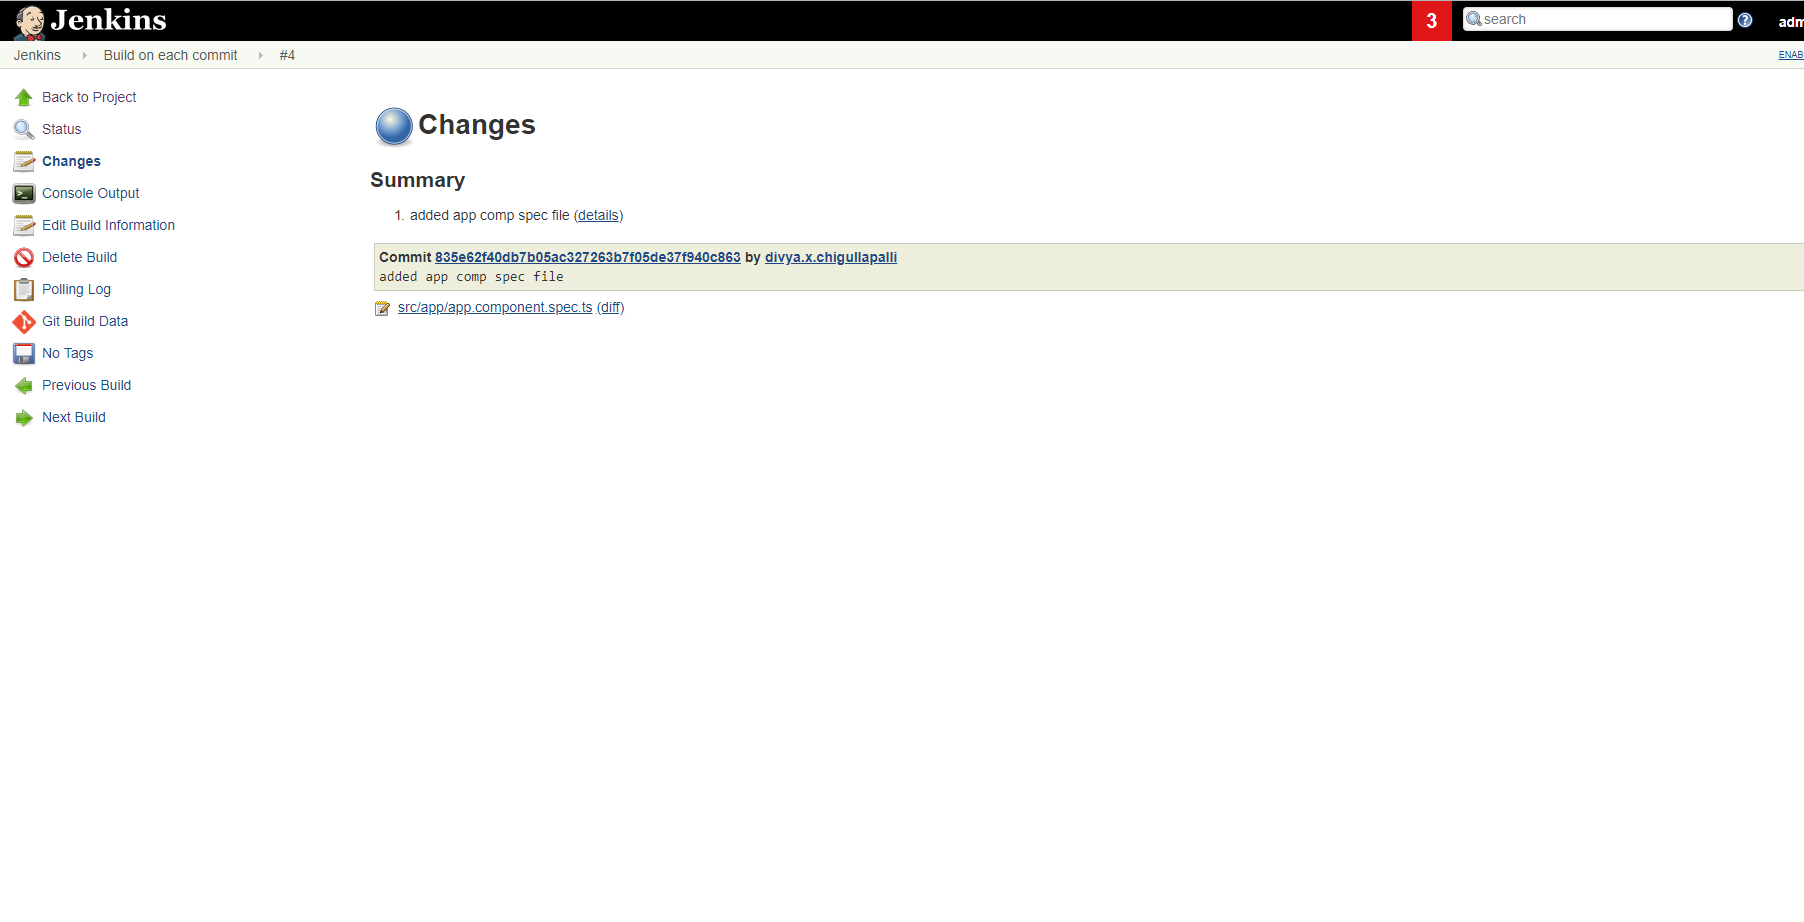 Jenkins
3
search
?
adm
Jenkins
Build on each commit
#4
ENAB
Back to Project
Status
Changes
Console Output
Edit Build Information
Delete Build
Polling Log
Git Build Data
No Tags
Previous Build
Next Build
Changes
Summary
1. added app comp spec file (details)
Commit 835e62f40db7b05ac327263b7f05de37f940c863 by divya.x.chigullapalli
added app comp spec file
src/app/app.component.spec.ts (diff)